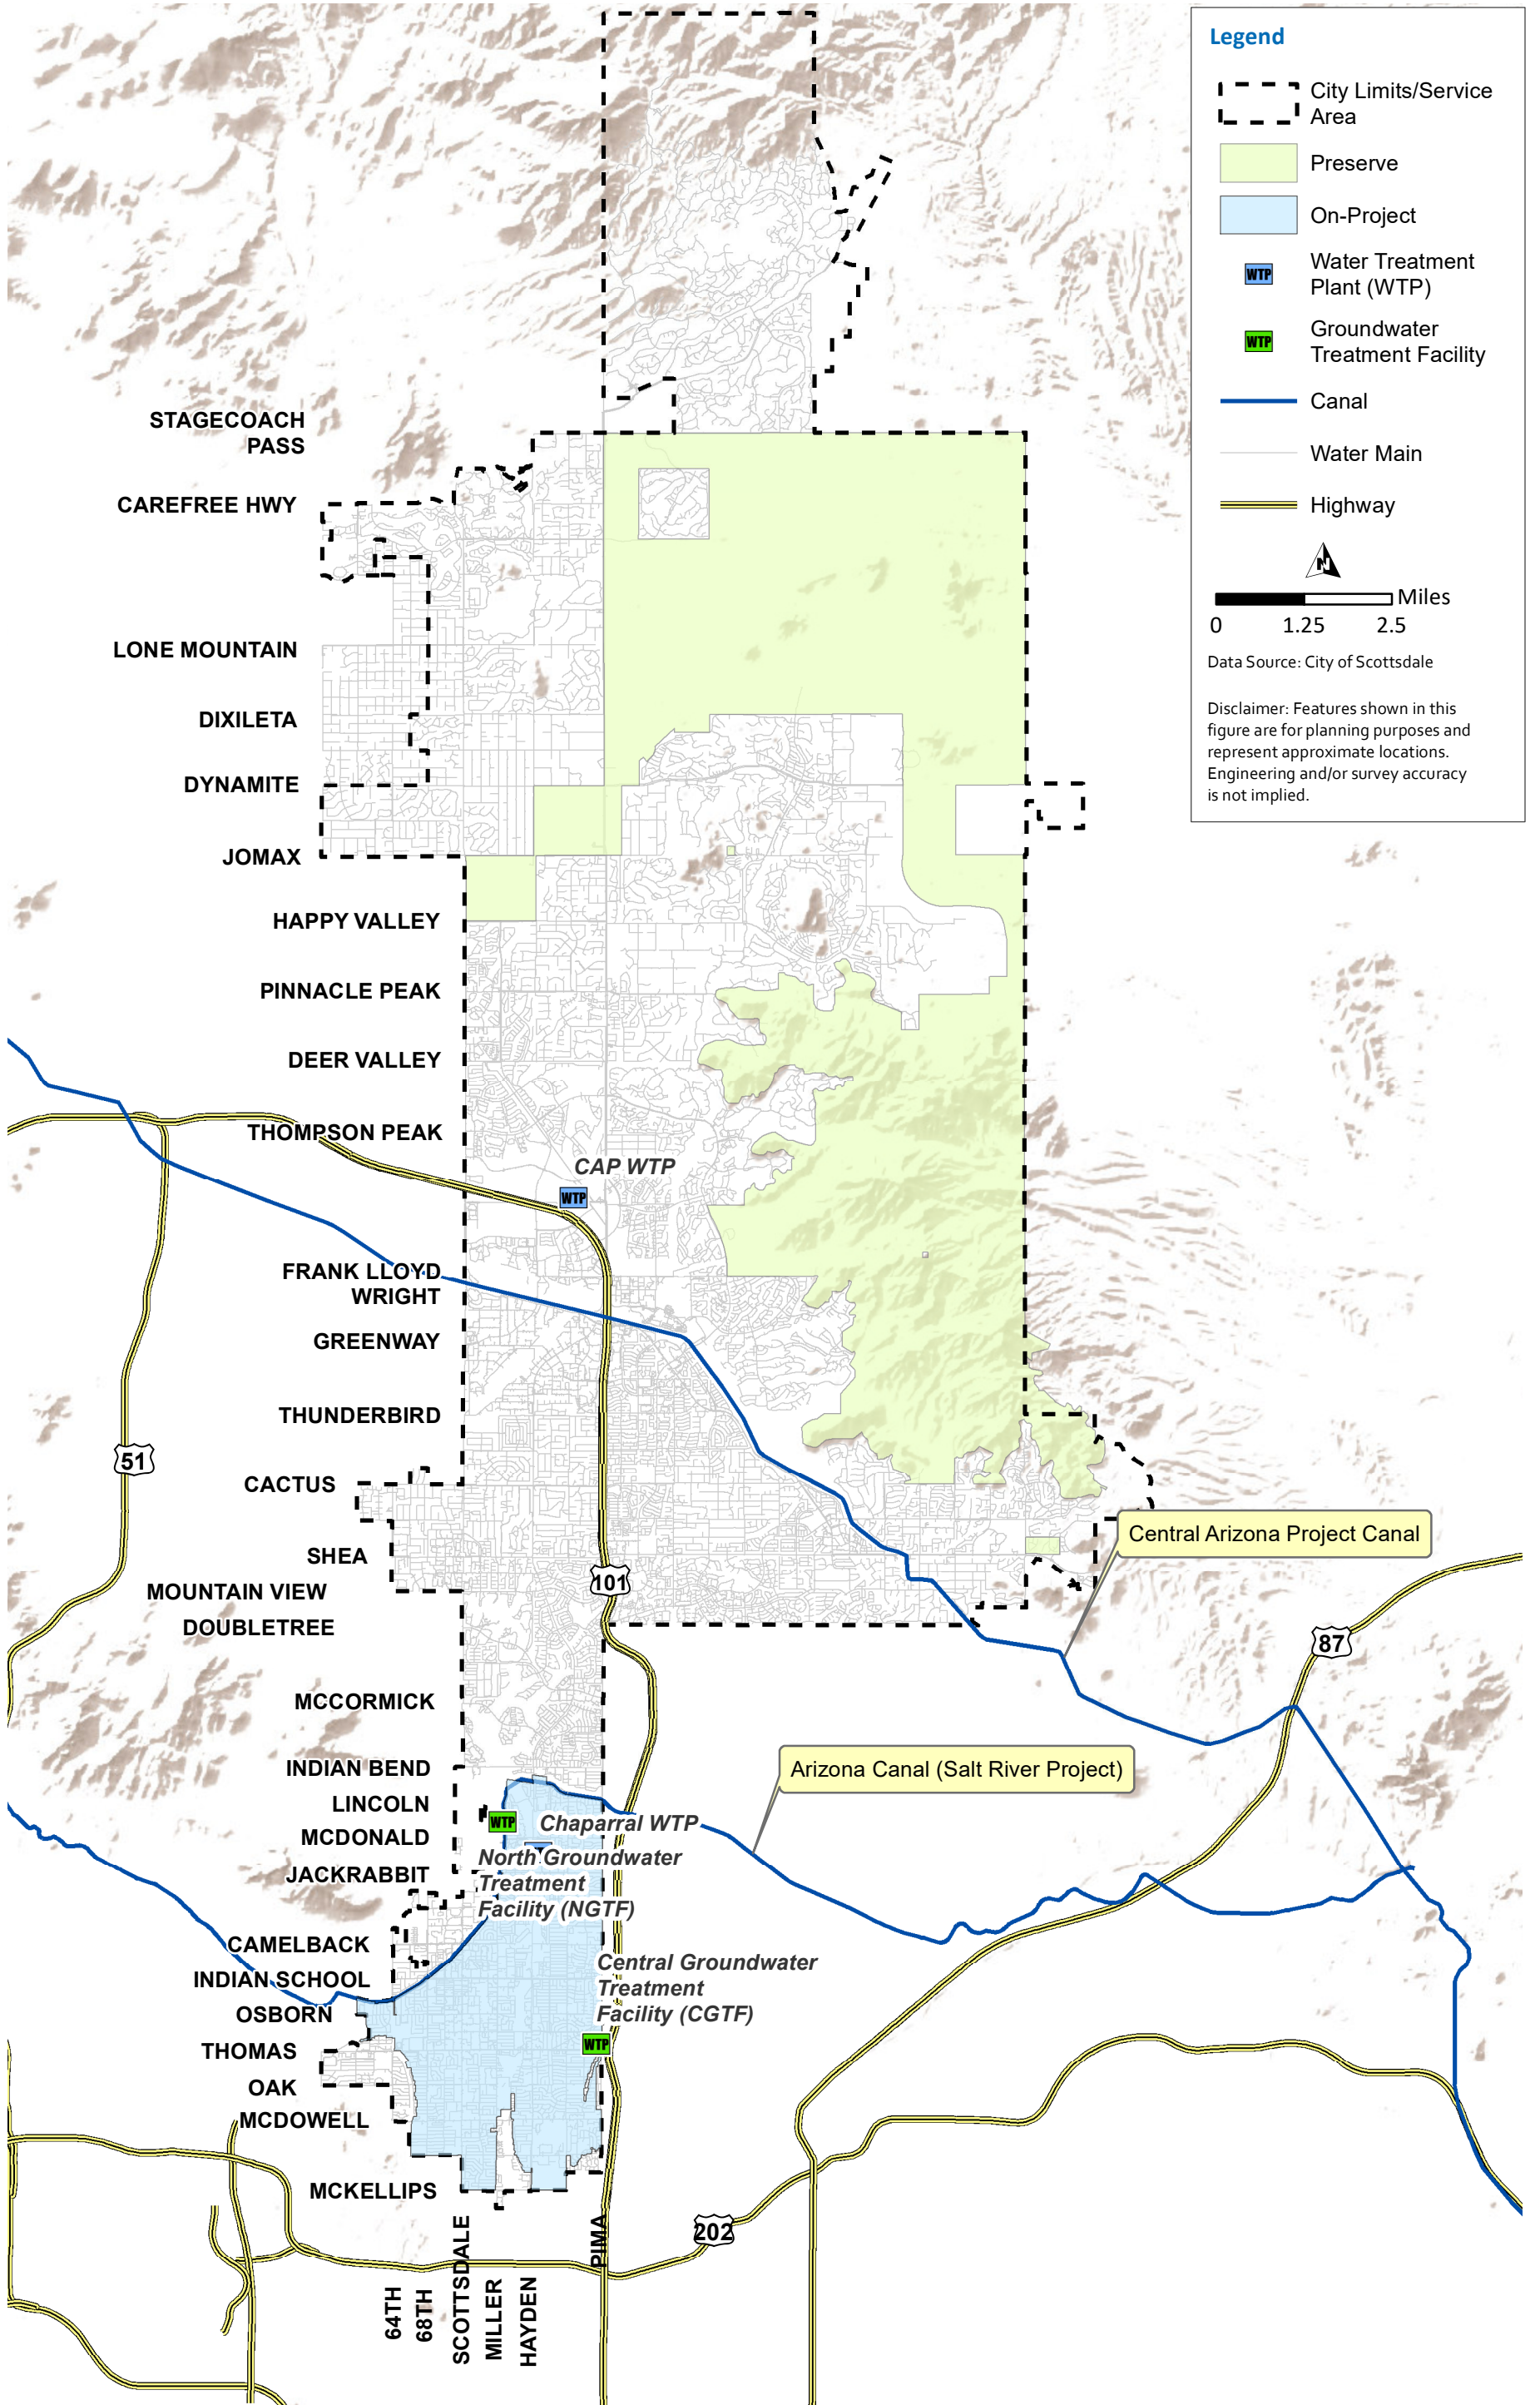 Legend
City Limits/Service
Area
Preserve
On-Project
WTP
Water Treatment
Plant (WTP)
WTP
Groundwater
Treatment Facility
Canal
Water Main
Highway
N
Miles
0 1.25 2.5
Data Source: City of Scottsdale
Disclaimer: Features shown in this
figure are for planning purposes and
represent approximate locations.
Engineering and/or survey accuracy
is not implied.
STAGECOACH
PASS
CAREFREE HWY
LONE MOUNTAIN
DIXILETA
DYNAMITE
JOMAX
HAPPY VALLEY
PINNACLE PEAK
DEER VALLEY
THOMPSON PEAK
CAP WTP
WTP
FRANK LLOYD
WRIGHT
GREENWAY
THUNDERBIRD
51
CACTUS
Central Arizona Project Canal
SHEA
101
MOUNTAIN VIEW
DOUBLETREE
87
MCCORMICK
INDIAN BEND
Arizona Canal (Salt River Project)
LINCOLN
WTP
Chaparral WTP
MCDONALD
North Groundwater
Treatment
Facility (NGTF)
JACKRABBIT
CAMELBACK
Central Groundwater
Treatment
Facility (CGTF)
INDIAN SCHOOL
OSBORN
WTP
THOMAS
OAK
MCDOWELL
MCKELLIPS
202
64TH
68TH
SCOTTSDALE
MILLER
HAYDEN
PIMA